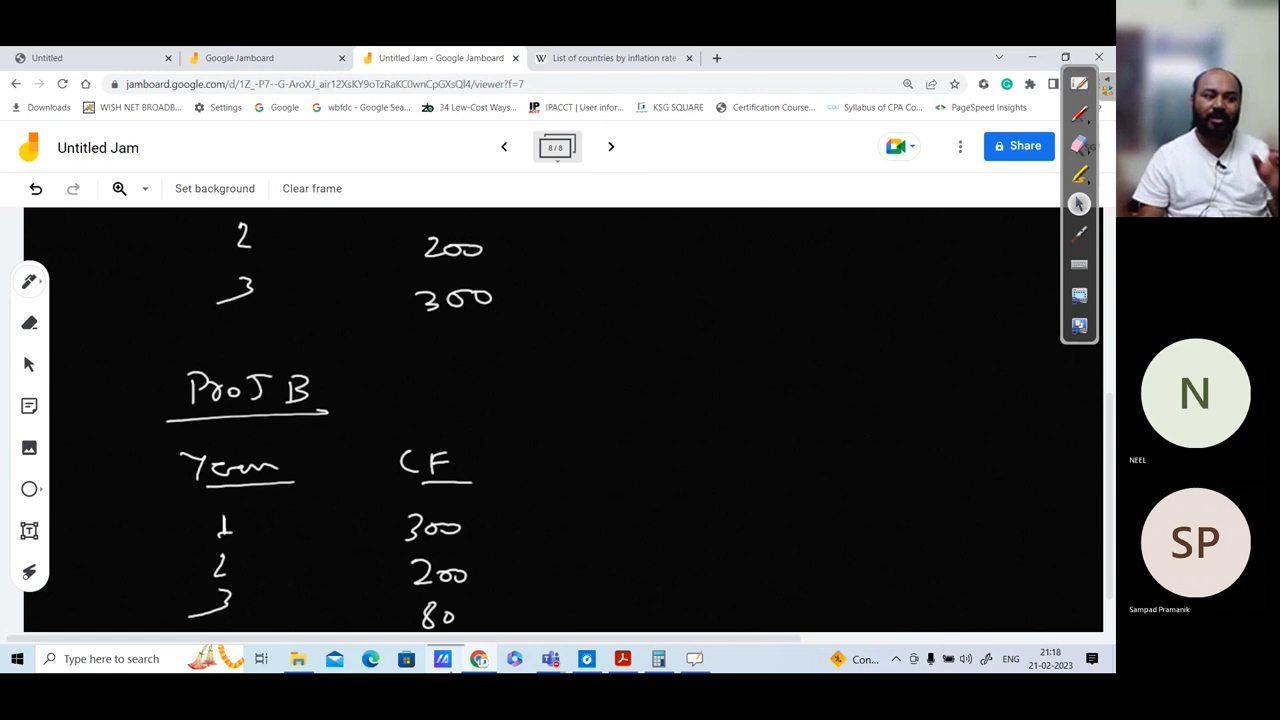 Untitled
Google Jamboard
Untitled Jam - Google Jamboard
List of countries by inflation rate
jamboard.google.com/d/1Z_-P7--G-AroXJ_air12XsKY9oTzRabYC0wnCpGXsQl4/viewer?f=7
Downloads
WISH NET BROADB...
Settings
Google
wbfdc - Google Sea...
34 Low-Cost Ways...
IPACCT | User infor...
KSG SQUARE
Certification Course...
Syllabus of CPA Co...
PageSpeed Insights
Untitled Jam
8/8
Share
Set background
Clear frame
2 200
3 300
Proj B
Year CF
1 300
2 200
3 80
N
NEEL
SP
Sampad Pramanik
Type here to search
Con...
ENG
21:18
21-02-2023